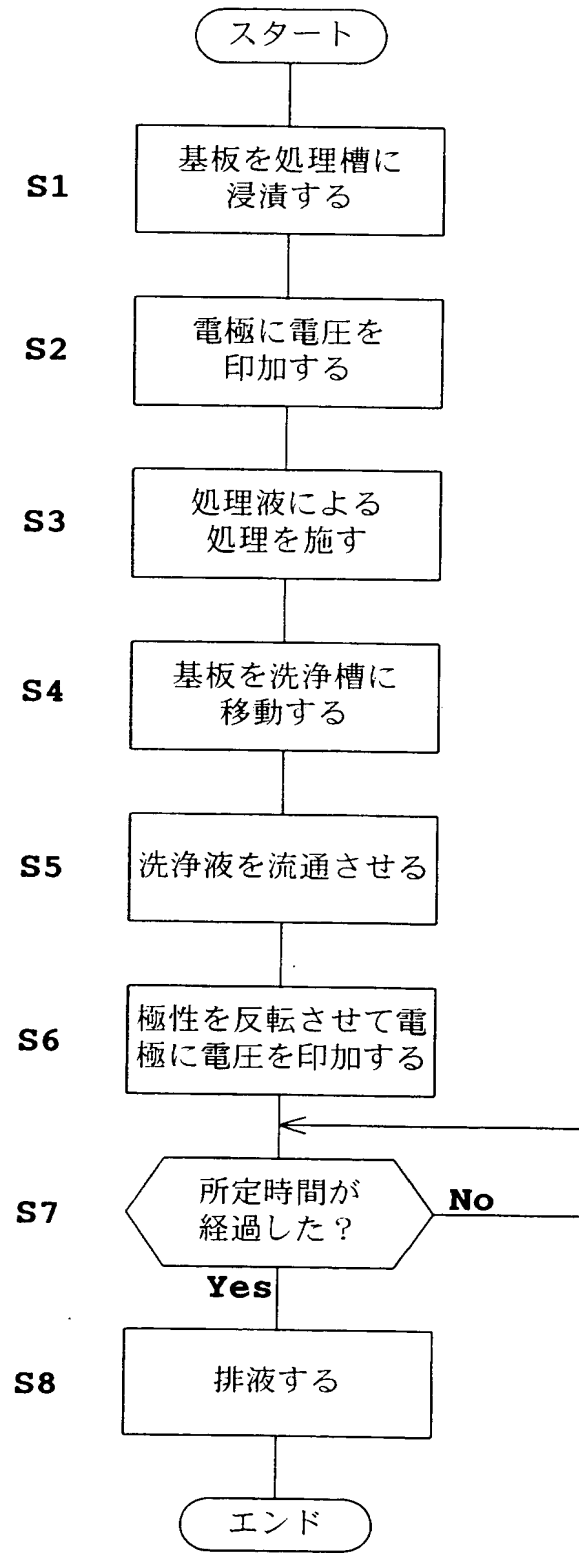 スタート
S1
基板を処理槽に
浸漬する
S2
電極に電圧を
印加する
S3
処理液による
処理を施す
S4
基板を洗浄槽に
移動する
S5
洗浄液を流通させる
S6
極性を反転させて電
極に電圧を印加する
S7
所定時間が
経過した?
No
Yes
S8
排液する
エンド